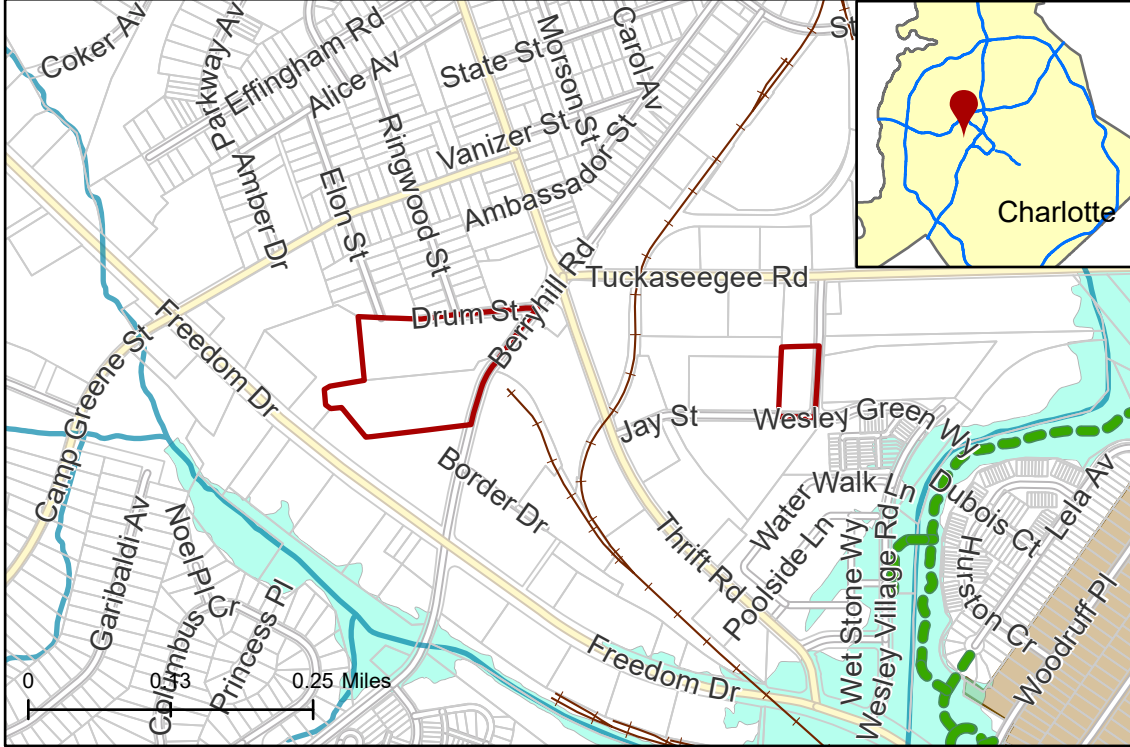 Coker Av
Parkway Av
Effingham Rd
Alice Av
State St
Morson St
Carol Av
St
Charlotte
Vanizer St
Ambassador St
Ringwood St
Elon St
Amber Dr
Tuckaseegee Rd
Berryhill Rd
Drum St
Freedom Dr
Camp Greene St
Jay St
Wesley Green Wy
Border Dr
Walk Ln
Water
Dubois Ct
Lela Av
Garibaldi Av
Noel Pl
Cr
Columbus
Princess Pl
Thrift Rd
Poolside Ln
Wet Stone Wy
Wesley Village Rd
Hurston Cr
Woodruff Pl
Freedom Dr
0 0.13 0.25 Miles